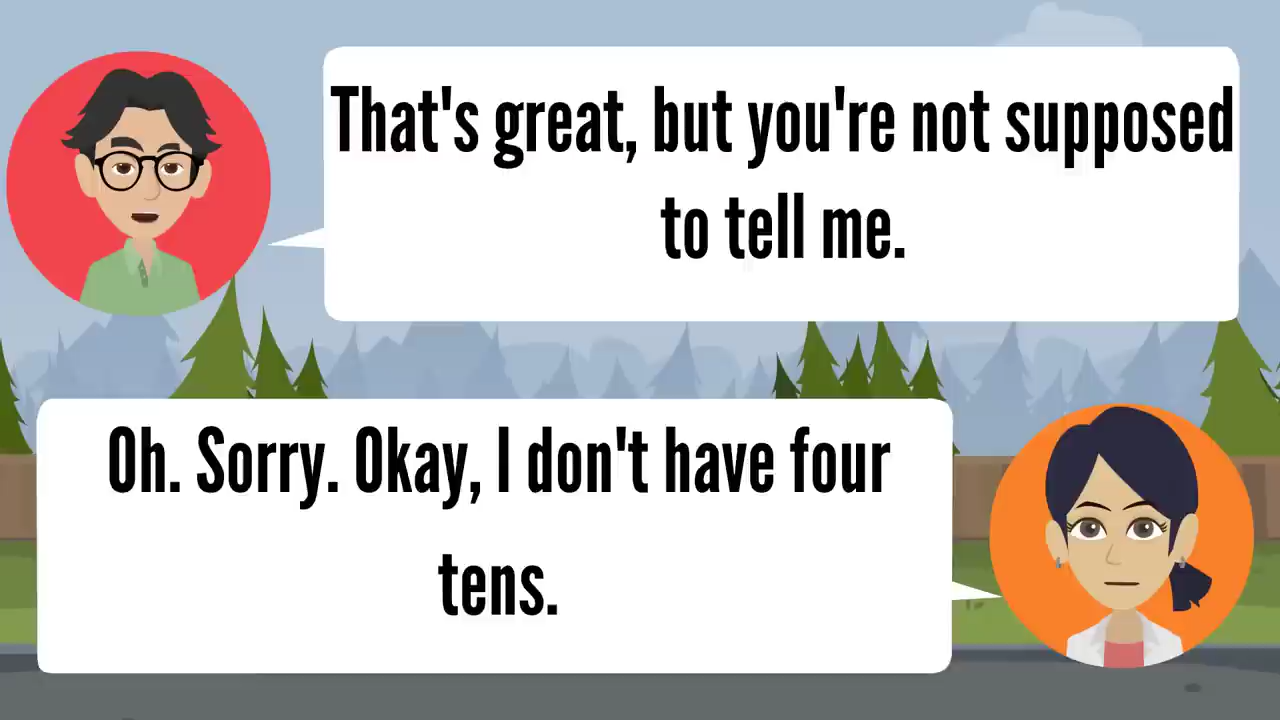 That's great, but you're not supposed
to tell me.
Oh. Sorry. Okay, I don't have four
tens.